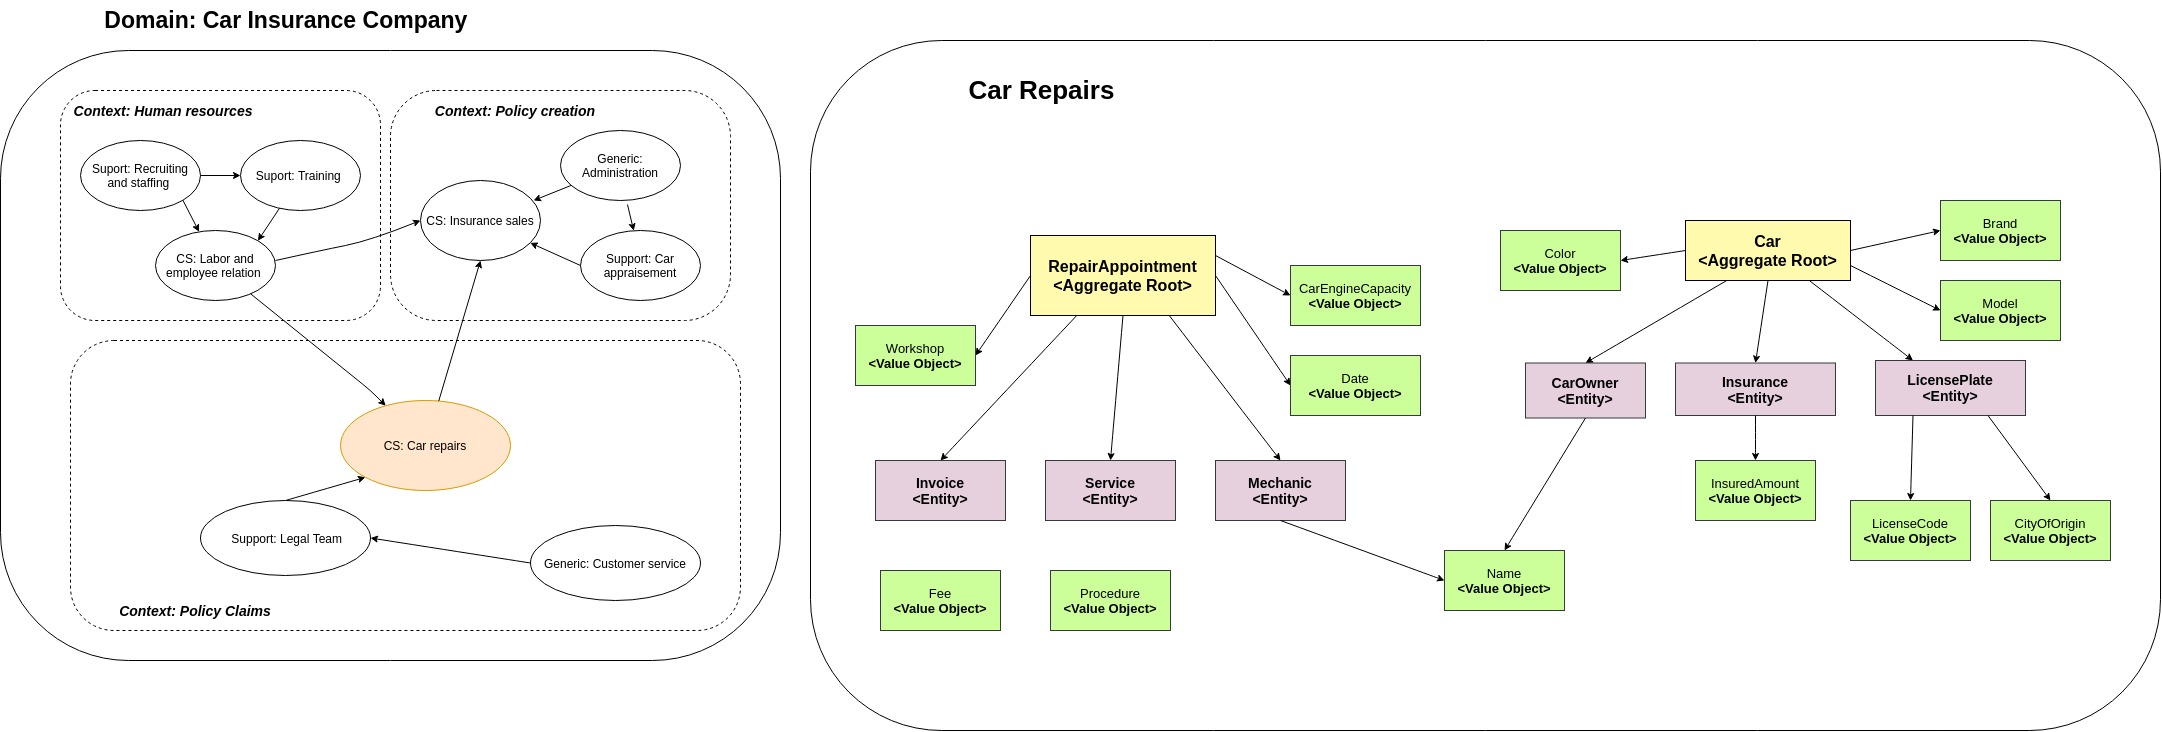 Domain: Car Insurance Company
Context: Human resources
Suport: Recruiting
and staffing
Suport: Training
CS: Labor and
employee relation
Context: Policy creation
Generic:
Administration
CS: Insurance sales
Support: Car
appraisement
CS: Car repairs
Support: Legal Team
Generic: Customer service
Context: Policy Claims
Car Repairs
RepairAppointment
<Aggregate Root>
CarEngineCapacity
<Value Object>
Workshop
<Value Object>
Date
<Value Object>
Invoice
<Entity>
Service
<Entity>
Mechanic
<Entity>
Fee
<Value Object>
Procedure
<Value Object>
Name
<Value Object>
Color
<Value Object>
Car
<Aggregate Root>
Brand
<Value Object>
Model
<Value Object>
CarOwner
<Entity>
Insurance
<Entity>
LicensePlate
<Entity>
InsuredAmount
<Value Object>
LicenseCode
<Value Object>
CityOfOrigin
<Value Object>